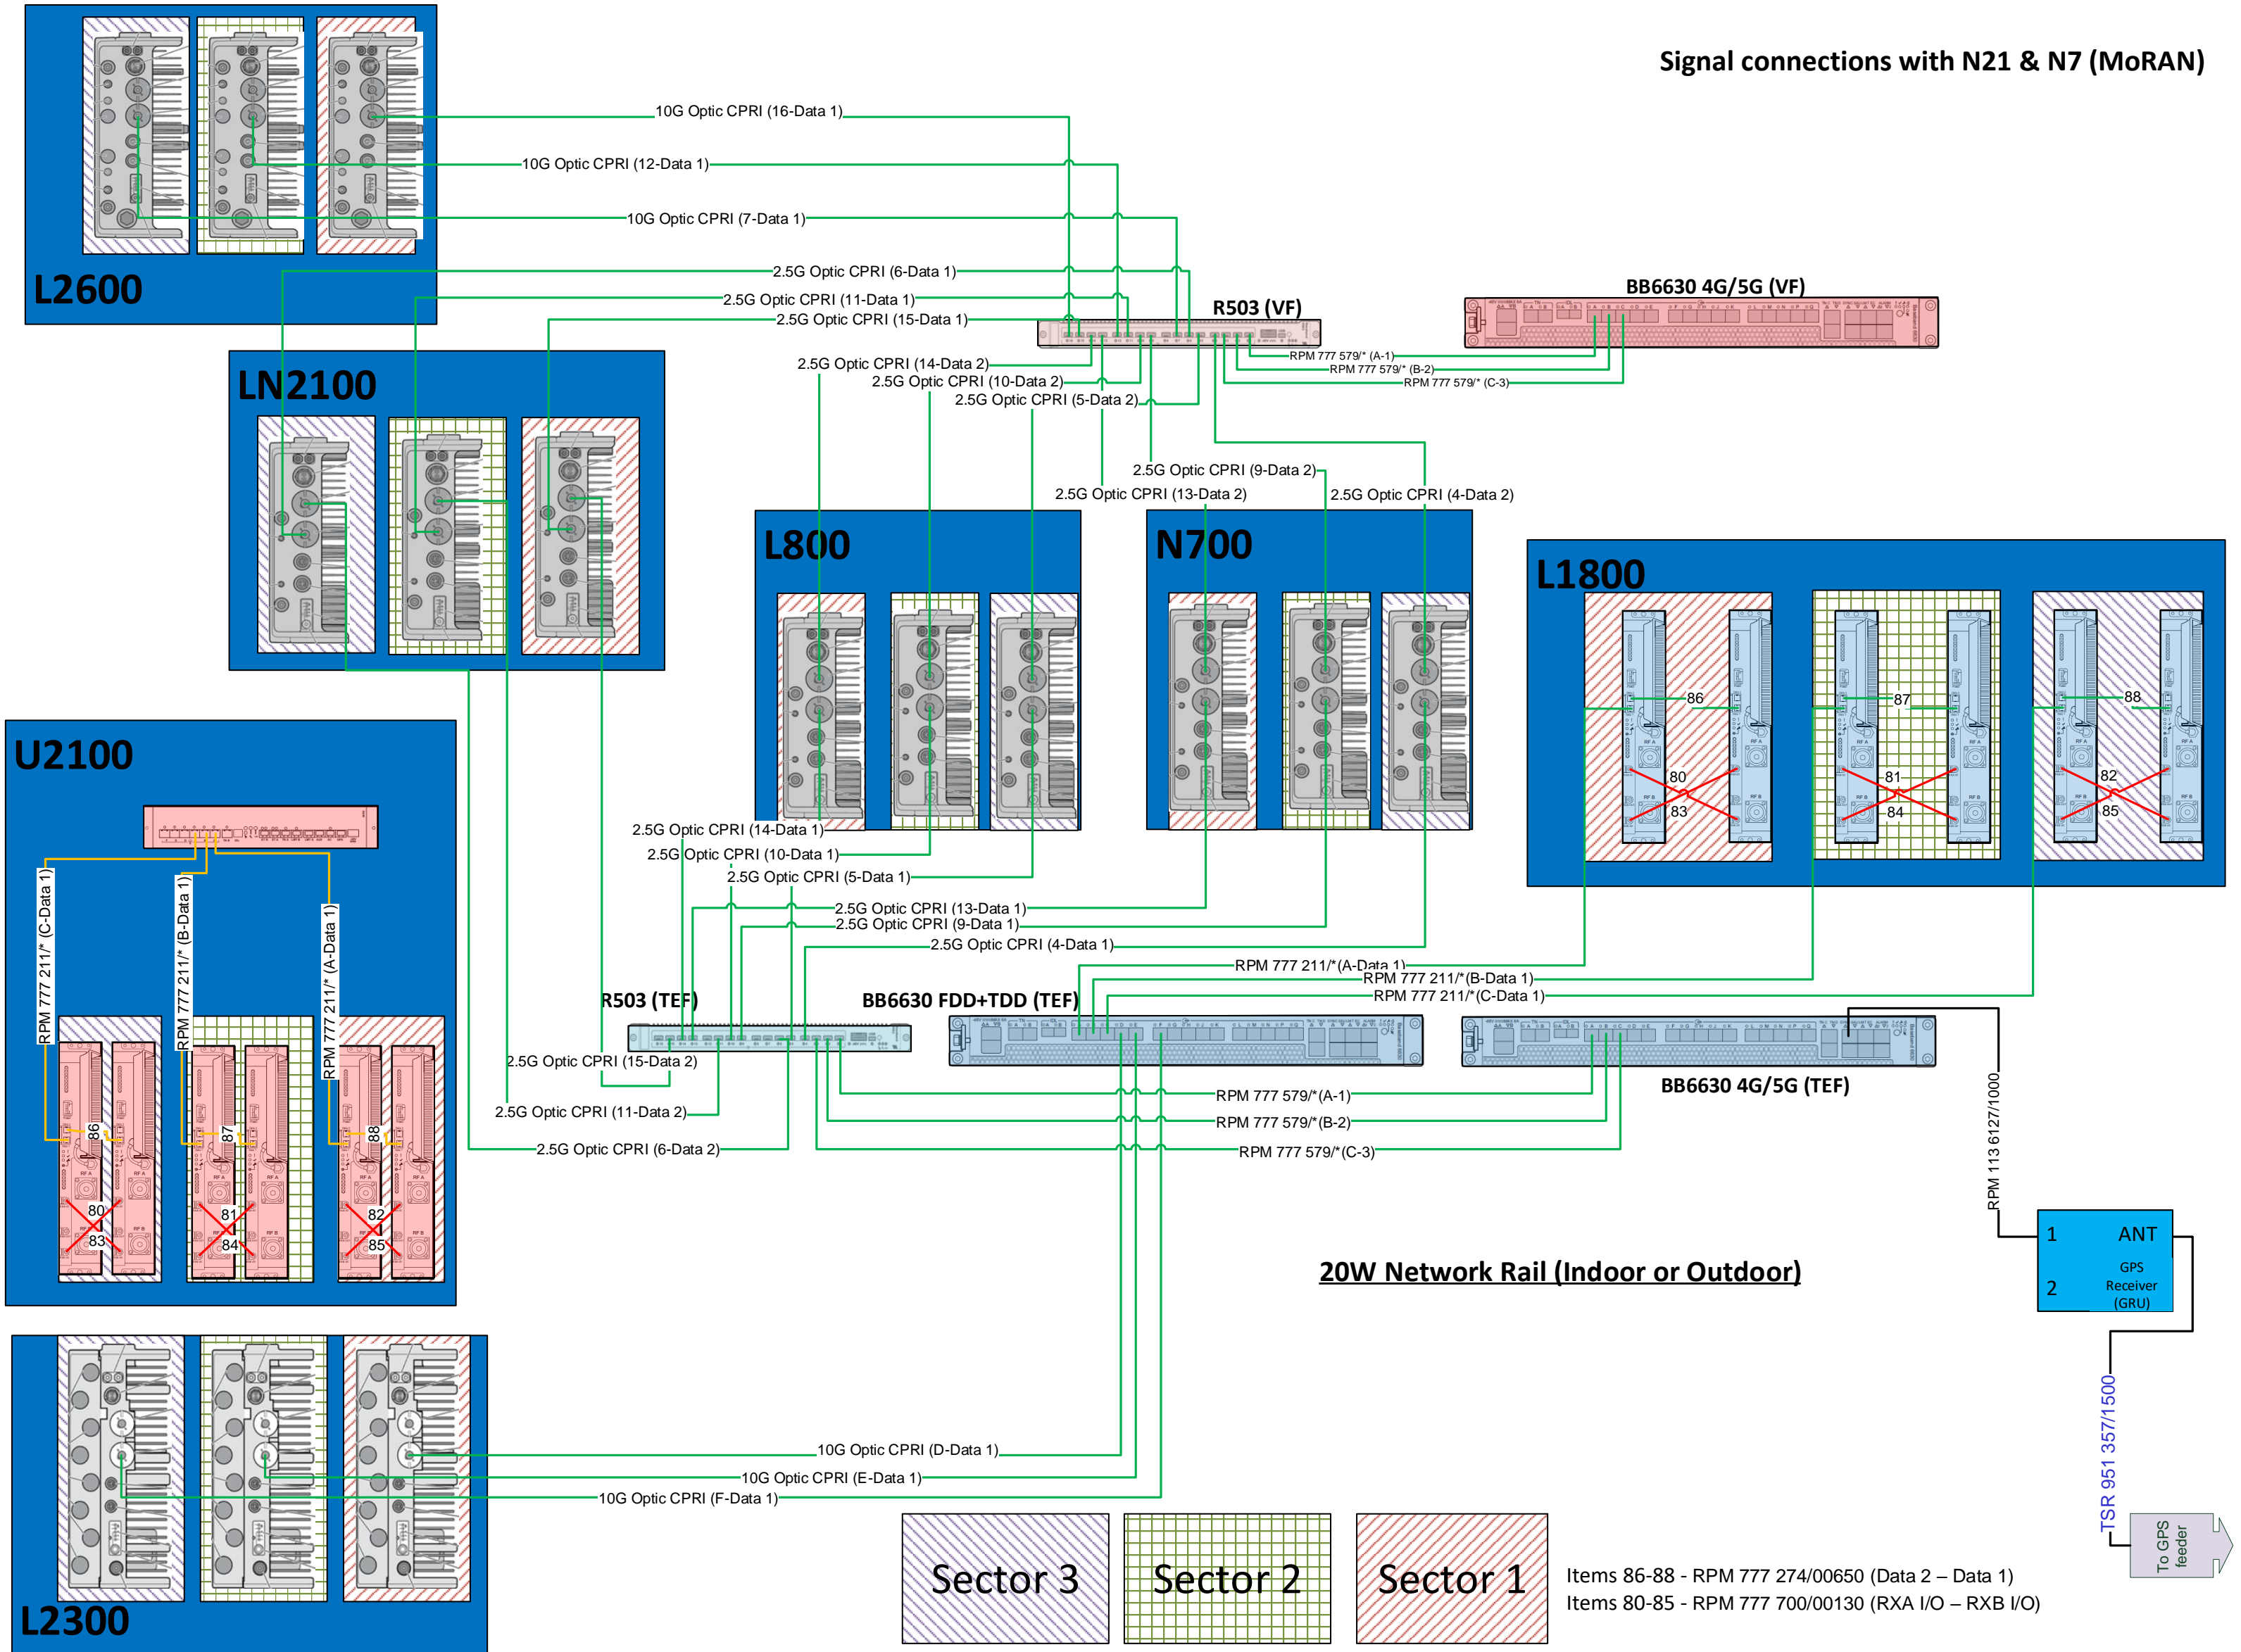 Signal connections with N21 & N7 (MoRAN)
10G Optic CPRI (16-Data 1)
10G Optic CPRI (12-Data 1)
10G Optic CPRI (7-Data 1)
L2600
2.5G Optic CPRI (6-Data 1)
2.5G Optic CPRI (11-Data 1)
2.5G Optic CPRI (15-Data 1)
R503 (VF)
BB6630 4G/5G (VF)
RPM 777 579/* (A-1)
RPM 777 579/* (B-2)
RPM 777 579/* (C-3)
2.5G Optic CPRI (14-Data 2)
2.5G Optic CPRI (10-Data 2)
2.5G Optic CPRI (5-Data 2)
LN2100
2.5G Optic CPRI (9-Data 2)
2.5G Optic CPRI (13-Data 2)
2.5G Optic CPRI (4-Data 2)
L800
N700
L1800
86
87
88
80
83
81
84
82
85
RF A
RF B
U2100
RPM 777 211/* (C-Data 1)
RPM 777 211/* (B-Data 1)
RPM 777 211/* (A-Data 1)
86
87
88
80
83
81
84
82
85
2.5G Optic CPRI (14-Data 1)
2.5G Optic CPRI (10-Data 1)
2.5G Optic CPRI (5-Data 1)
2.5G Optic CPRI (13-Data 1)
2.5G Optic CPRI (9-Data 1)
2.5G Optic CPRI (4-Data 1)
RPM 777 211/*(A-Data 1)
RPM 777 211/*(B-Data 1)
RPM 777 211/*(C-Data 1)
R503 (TEF)
BB6630 FDD+TDD (TEF)
BB6630 4G/5G (TEF)
2.5G Optic CPRI (15-Data 2)
2.5G Optic CPRI (11-Data 2)
2.5G Optic CPRI (6-Data 2)
RPM 777 579/*(A-1)
RPM 777 579/*(B-2)
RPM 777 579/*(C-3)
RPM 113 6127/1000
1
ANT
2
GPS
Receiver
(GRU)
20W Network Rail (Indoor or Outdoor)
TSR 951 357/1500
To GPS
feeder
10G Optic CPRI (D-Data 1)
10G Optic CPRI (E-Data 1)
10G Optic CPRI (F-Data 1)
L2300
Sector 3
Sector 2
Sector 1
Items 86-88 - RPM 777 274/00650 (Data 2 – Data 1)
Items 80-85 - RPM 777 700/00130 (RXA I/O – RXB I/O)